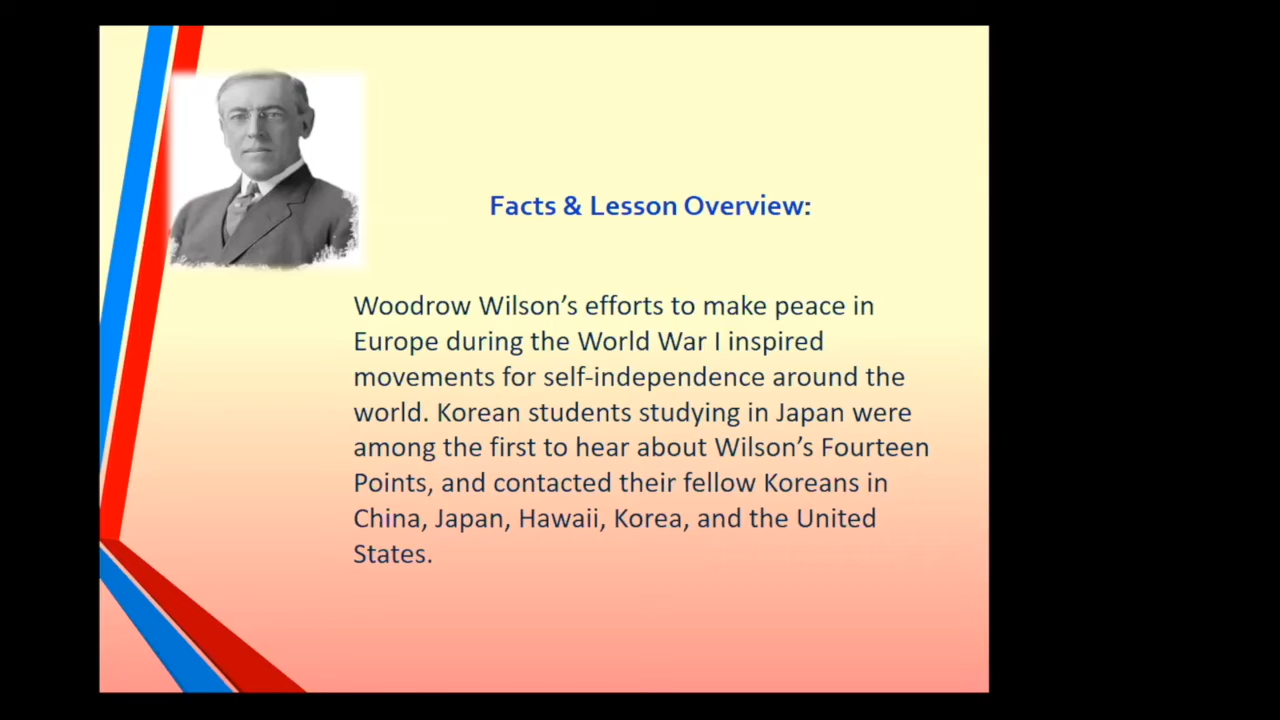 Facts & Lesson Overview:
Woodrow Wilson’s efforts to make peace in
Europe during the World War I inspired
movements for self-independence around the
world. Korean students studying in Japan were
among the first to hear about Wilson’s Fourteen
Points, and contacted their fellow Koreans in
China, Japan, Hawaii, Korea, and the United
States.